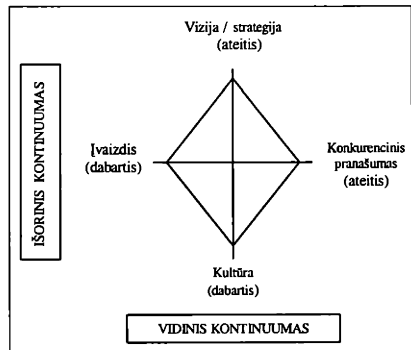 Vizija / strategija
(ateitis)
IŠORINIS KONTINUUMAS
Įvaizdis
(dabartis)
Konkurencinis
pranašumas
(ateitis)
Kultūra
(dabartis)
VIDINIS KONTINUUMAS